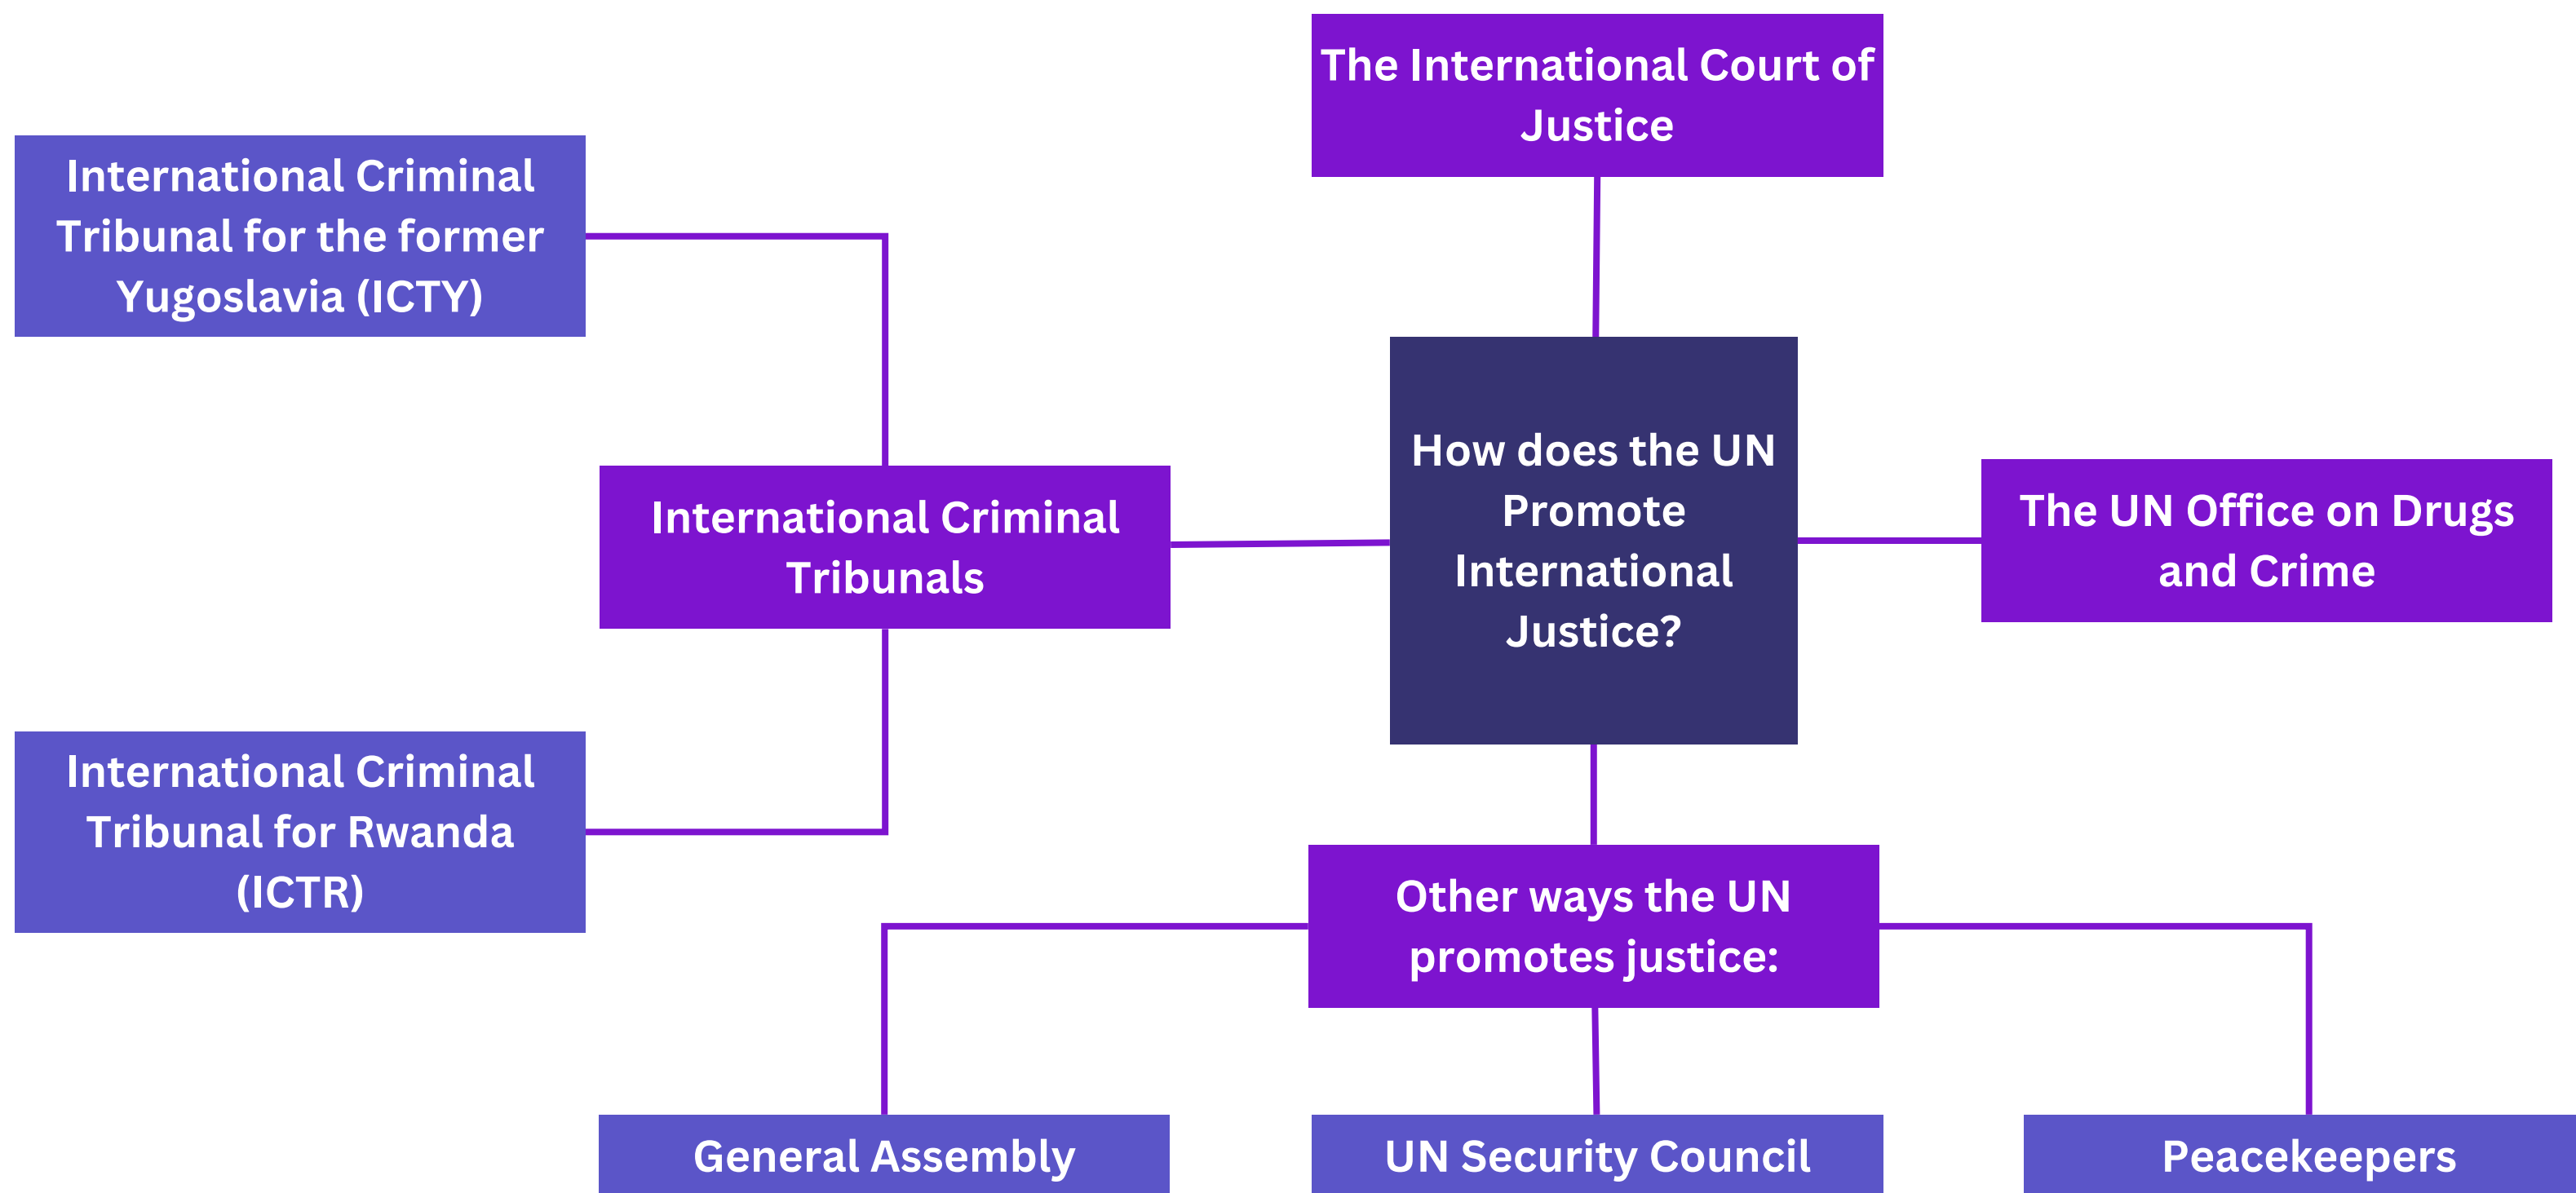 The International Court of
Justice
International Criminal
Tribunal for the former
Yugoslavia (ICTY)
How does the UN
Promote
International
Justice?
International Criminal
Tribunals
The UN Office on Drugs
and Crime
International Criminal
Tribunal for Rwanda
(ICTR)
Other ways the UN
promotes justice:
General Assembly
UN Security Council
Peacekeepers